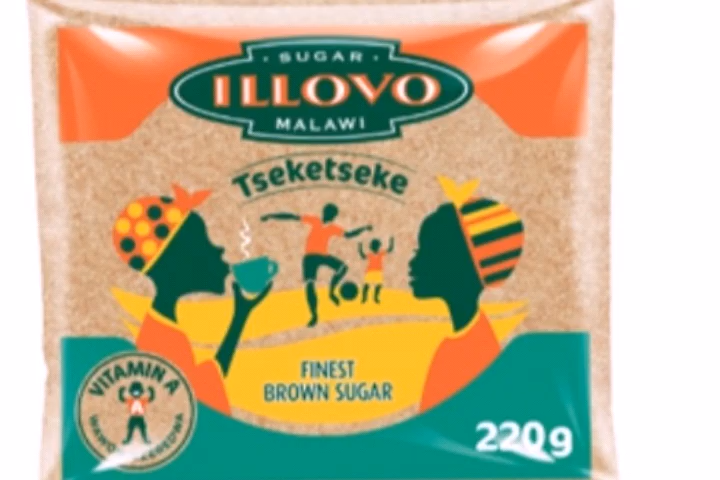 · SUGAR ·
ILLOVO
MALAWI
Tseketseke
FINEST
BROWN SUGAR
VITAMIN A
220g